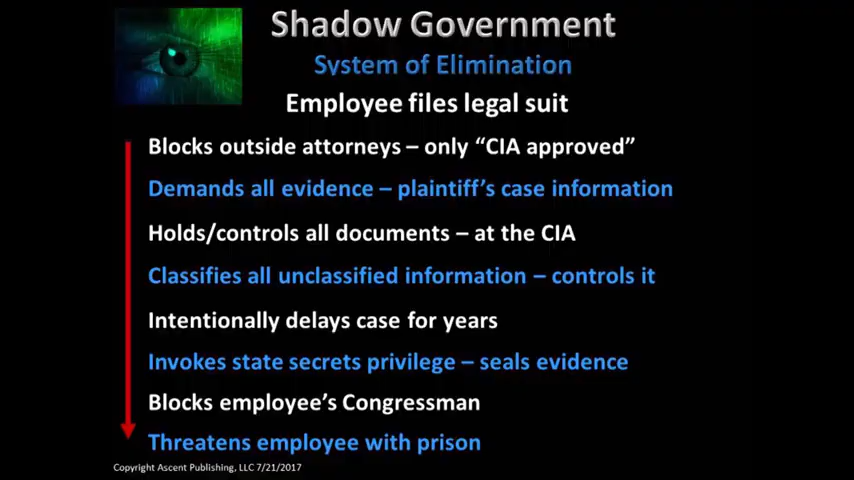 Shadow Government
System of Elimination
Employee files legal suit
Blocks outside attorneys – only “CIA approved”
Demands all evidence – plaintiff’s case information
Holds/controls all documents – at the CIA
Classifies all unclassified information – controls it
Intentionally delays case for years
Invokes state secrets privilege – seals evidence
Blocks employee’s Congressman
Threatens employee with prison
Copyright Ascent Publishing, LLC 7/21/2017